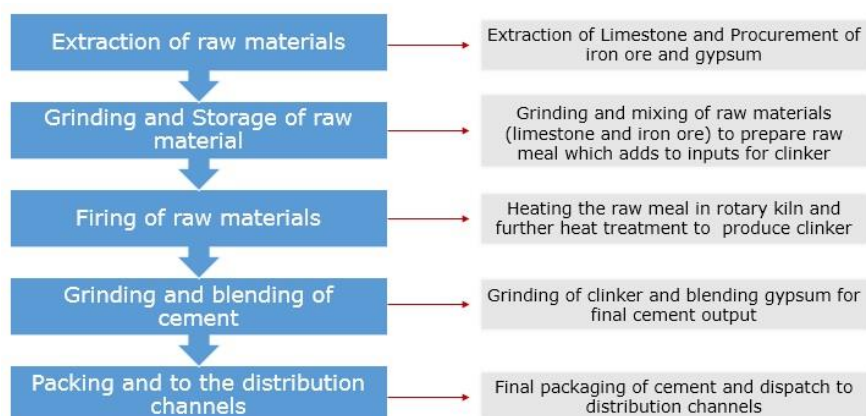 Extraction of raw materials
Extraction of Limestone and Procurement of
iron ore and gypsum
Grinding and Storage of raw
material
Grinding and mixing of raw materials
(limestone and iron ore) to prepare raw
meal which adds to inputs for clinker
Firing of raw materials
Heating the raw meal in rotary kiln and
further heat treatment to produce clinker
Grinding and blending of
cement
Grinding of clinker and blending gypsum for
final cement output
Packing and to the distribution
channels
Final packaging of cement and dispatch to
distribution channels